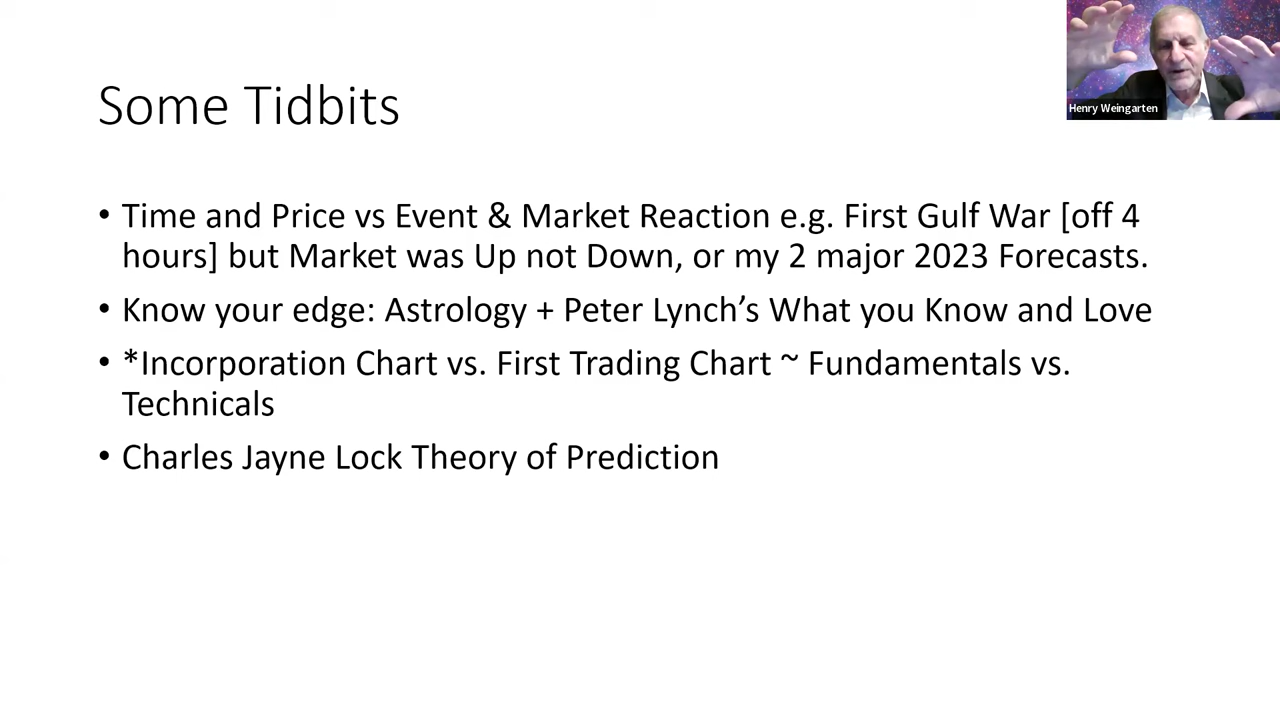 Henry Weingarten
Some Tidbits
• Time and Price vs Event & Market Reaction e.g. First Gulf War [off 4
hours] but Market was Up not Down, or my 2 major 2023 Forecasts.
• Know your edge: Astrology + Peter Lynch’s What you Know and Love
• *Incorporation Chart vs. First Trading Chart ~ Fundamentals vs.
Technicals
• Charles Jayne Lock Theory of Prediction